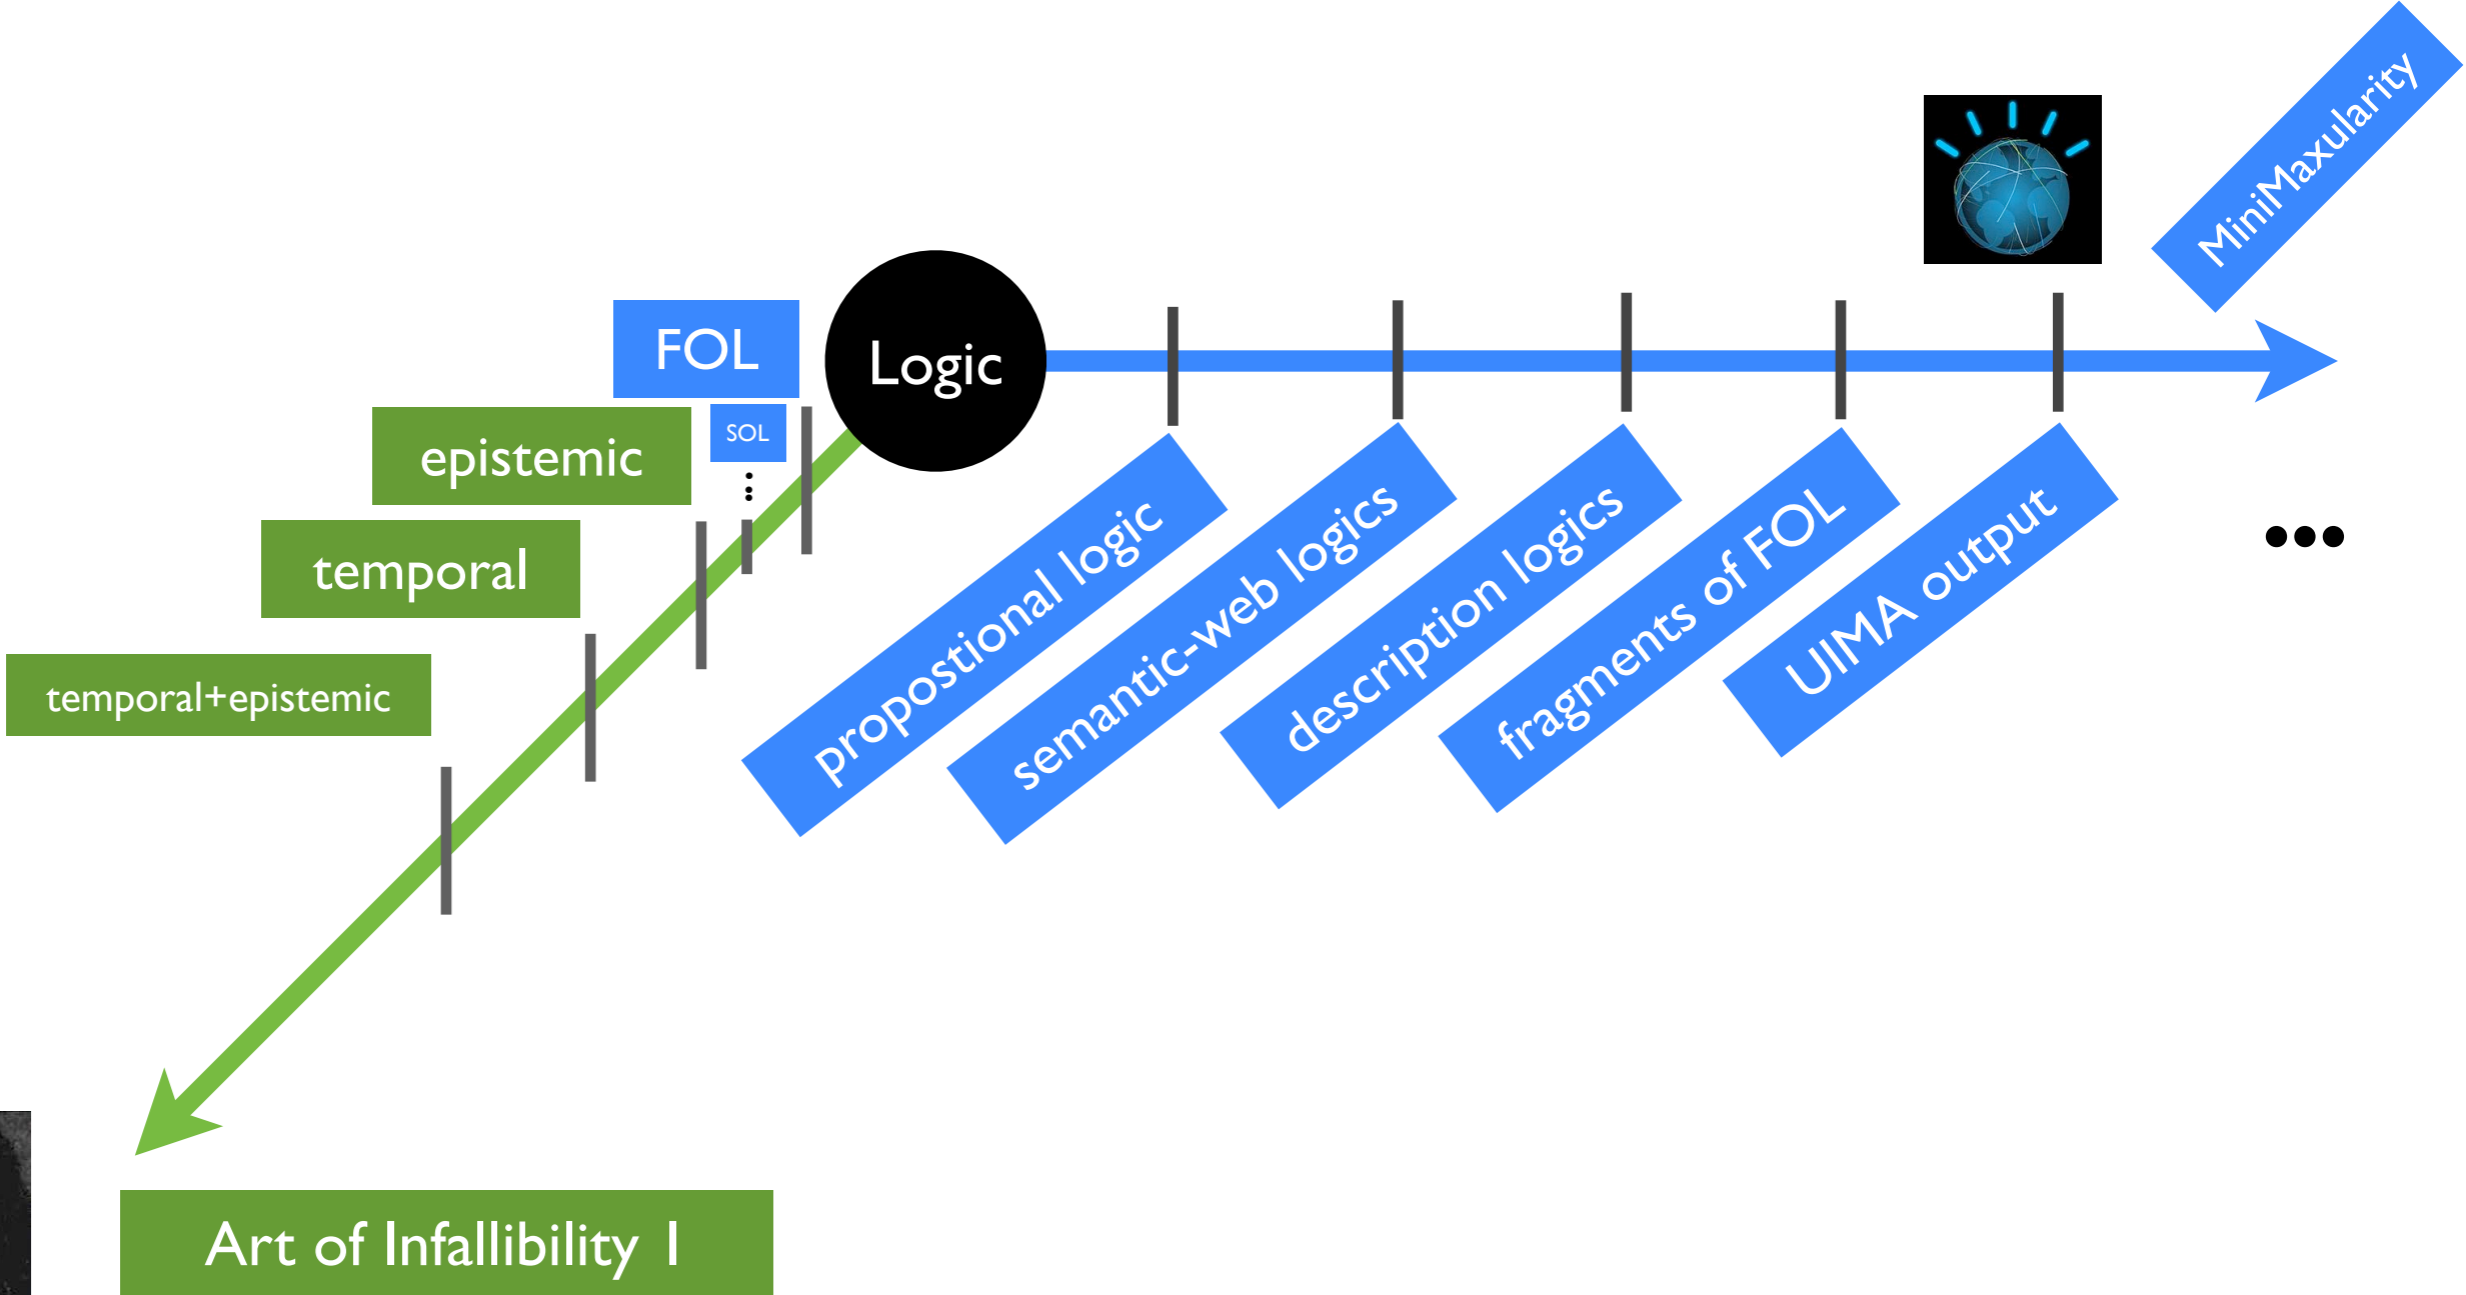 MiniMaxularity
FOL
Logic
SOL
epistemic
temporal
temporal+epistemic
propostional logic
semantic-web logics
description logics
fragments of FOL
UIMA output
Art of Infallibility 1